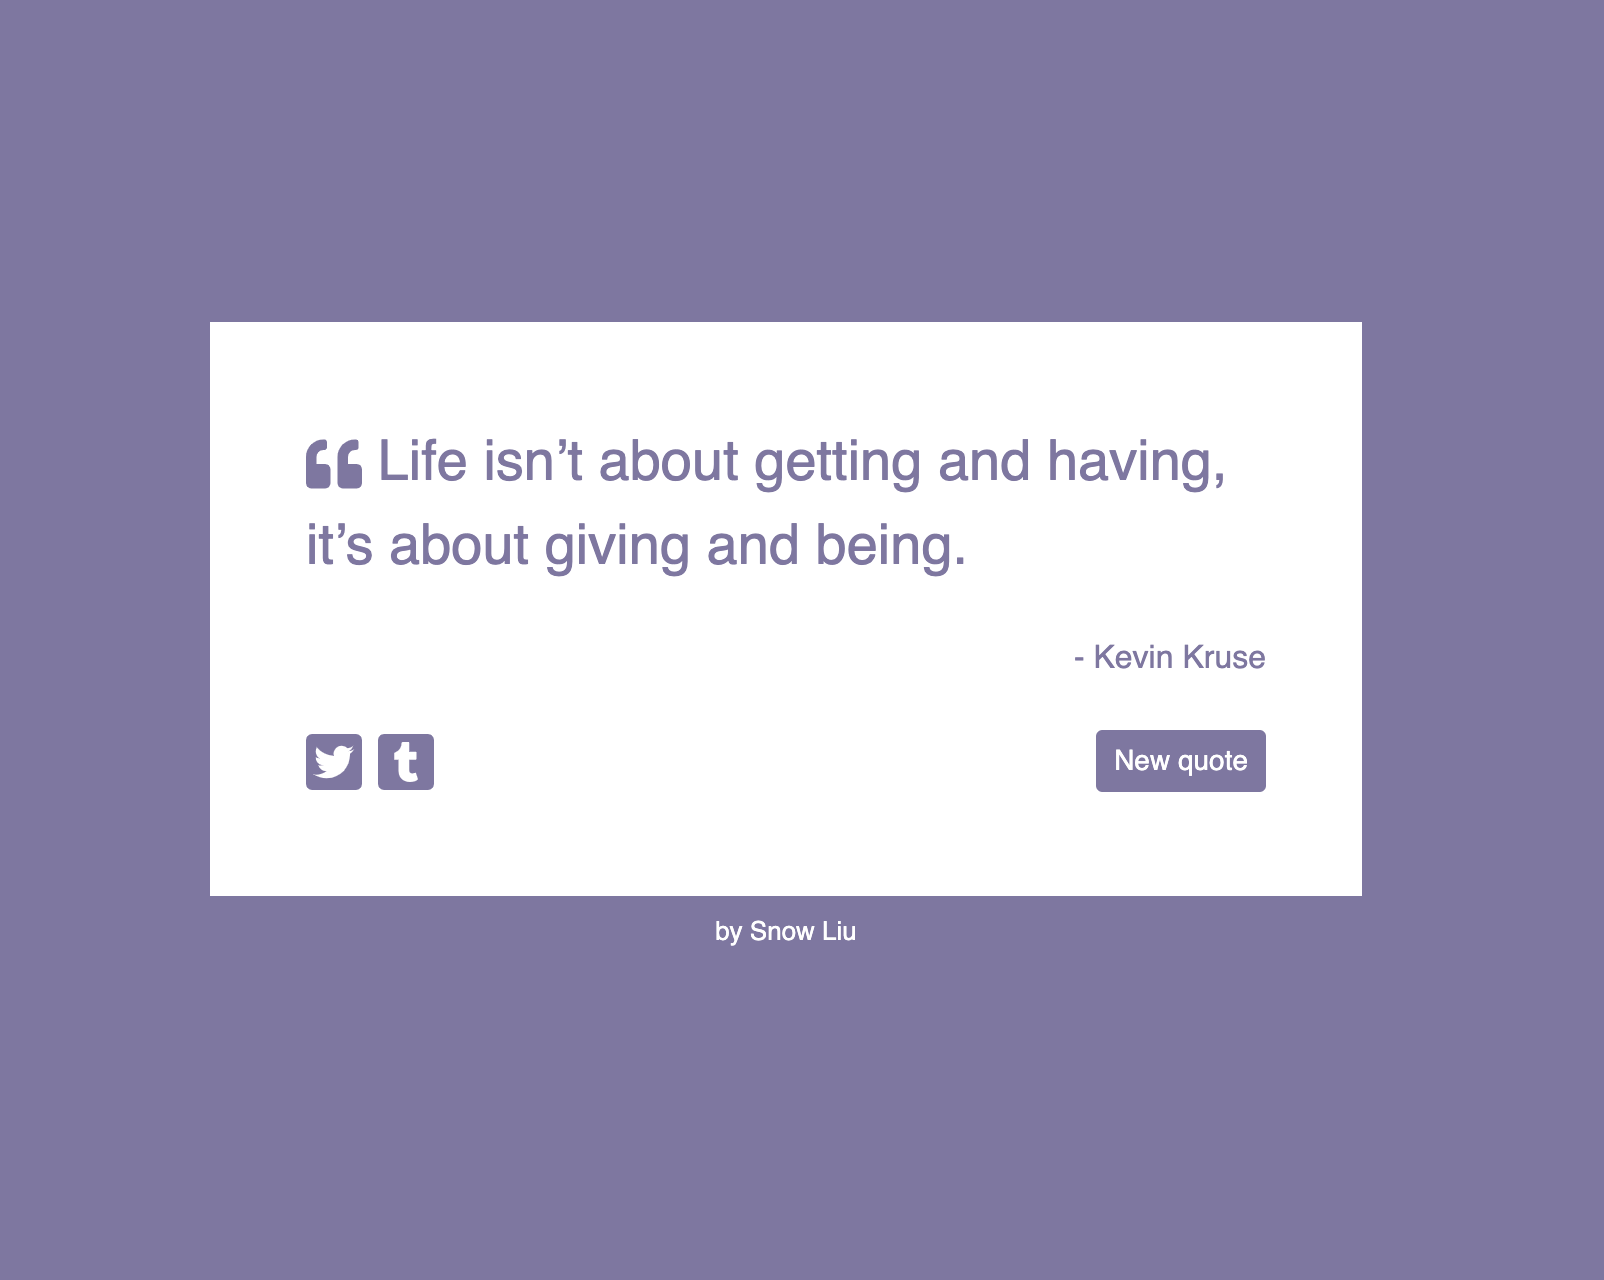 “ Life isn’t about getting and having,
it’s about giving and being.
- Kevin Kruse
New quote
by Snow Liu